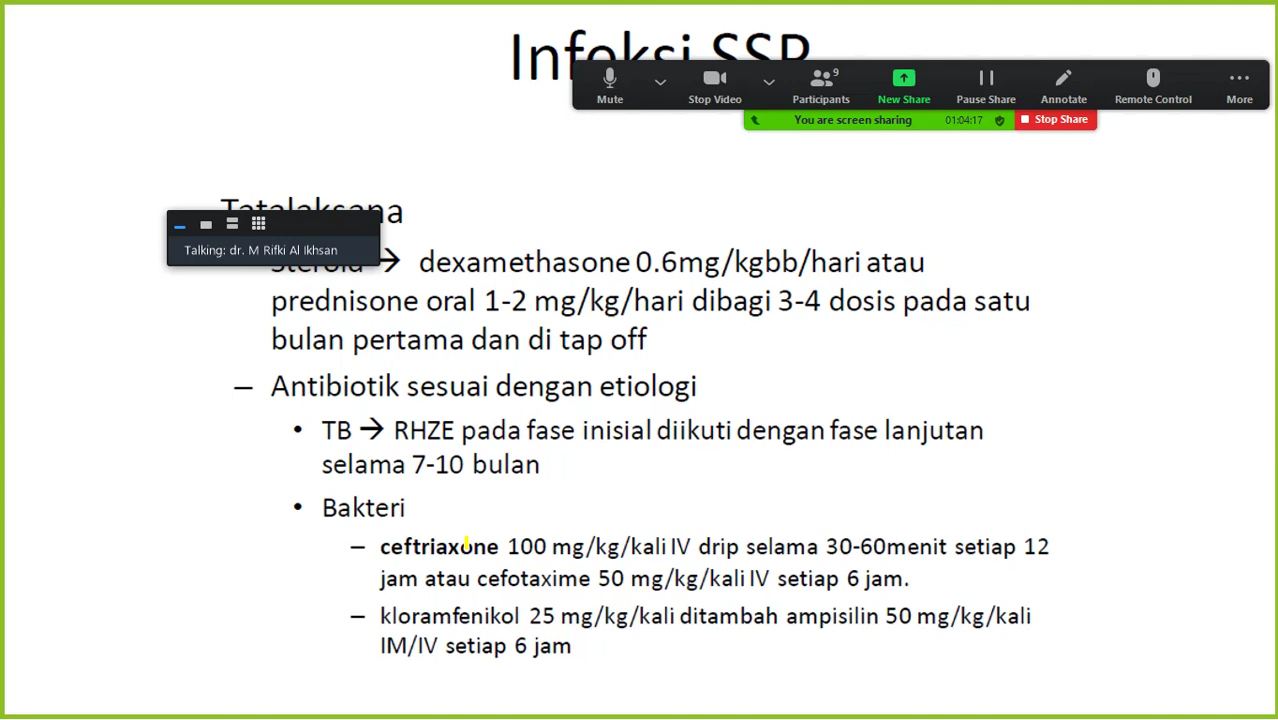 Infeksi SSP
9
Mute
Stop Video
Participants
New Share
Pause Share
Annotate
Remote Control
More
You are screen sharing
01:04:17
Stop Share
Tatalaksana
Talking: dr. M Rifki Al Ikhsan
Steroid → dexamethasone 0.6mg/kgbb/hari atau
prednisone oral 1-2 mg/kg/hari dibagi 3-4 dosis pada satu
bulan pertama dan di tap off
– Antibiotik sesuai dengan etiologi
• TB → RHZE pada fase inisial diikuti dengan fase lanjutan
selama 7-10 bulan
• Bakteri
– ceftriaxone 100 mg/kg/kali IV drip selama 30-60menit setiap 12
jam atau cefotaxime 50 mg/kg/kali IV setiap 6 jam.
– kloramfenikol 25 mg/kg/kali ditambah ampisilin 50 mg/kg/kali
IM/IV setiap 6 jam